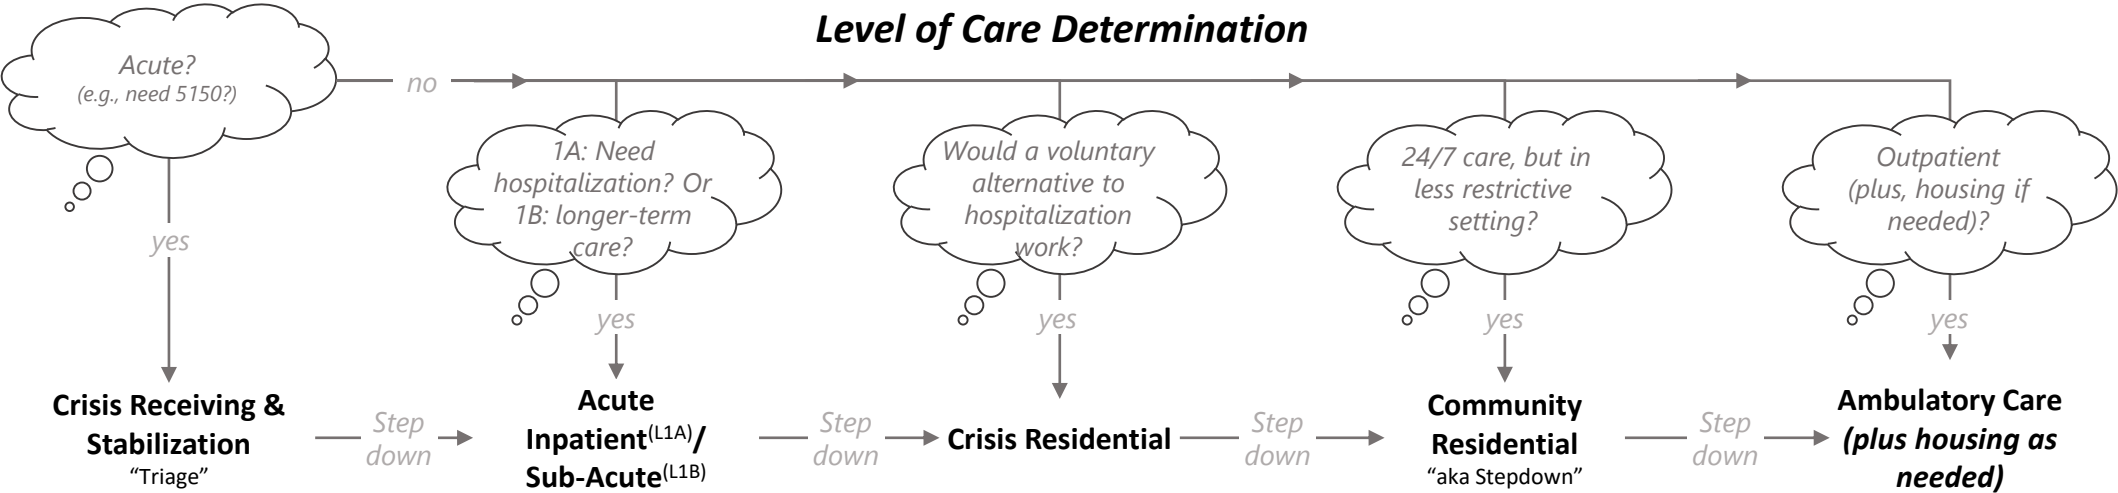 Level of Care Determination
Acute?
(e.g., need 5150?)
no
yes
1A: Need
hospitalization? Or
1B: longer-term
care?
yes
Would a voluntary
alternative to
hospitalization
work?
yes
24/7 care, but in
less restrictive
setting?
yes
Outpatient
(plus, housing if
needed)?
yes
Crisis Receiving &
Stabilization
“Triage”
Step
down
Acute
Inpatient(L1A)/
Sub-Acute(L1B)
Step
down
Crisis Residential
Step
down
Community
Residential
“aka Stepdown”
Step
down
Ambulatory Care
(plus housing as
needed)